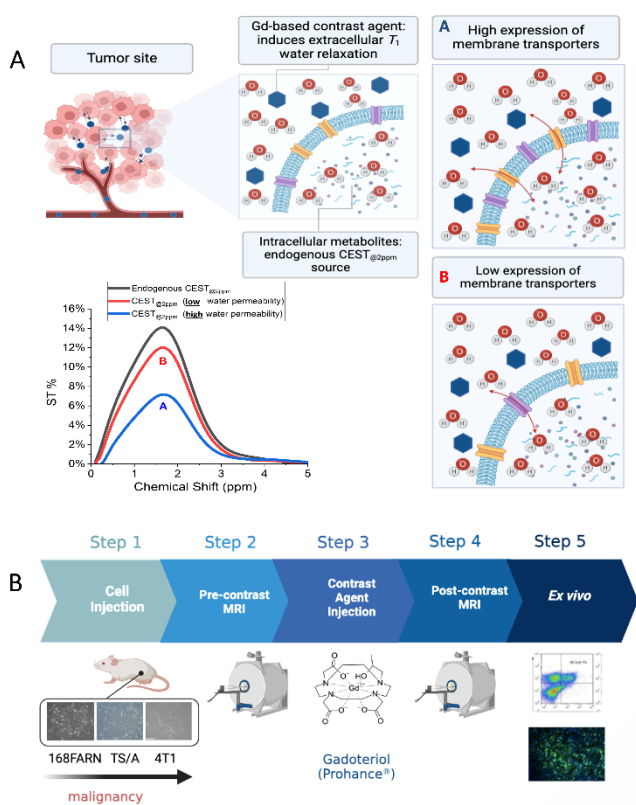 A
Tumor site
Gd-based contrast agent:
induces extracellular T1
water relaxation
Intracellular metabolites:
endogenous CEST@2ppm
source
A
High expression of
membrane transporters
B
Low expression of
membrane transporters
Endogenous CEST@2ppm
CEST@2ppm (low water permeability)
CEST@2ppm (high water permeability)
16%
14%
12%
10%
8%
6%
4%
2%
0%
ST %
B
A
0
1
2
3
4
5
Chemical Shift (ppm)
B
Step 1
Step 2
Step 3
Step 4
Step 5
Cell
Injection
Pre-contrast
MRI
Contrast
Agent
Injection
Post-contrast
MRI
Ex vivo
168FARN
TS/A
4T1
malignancy
Gadoteriol
(Prohance®)